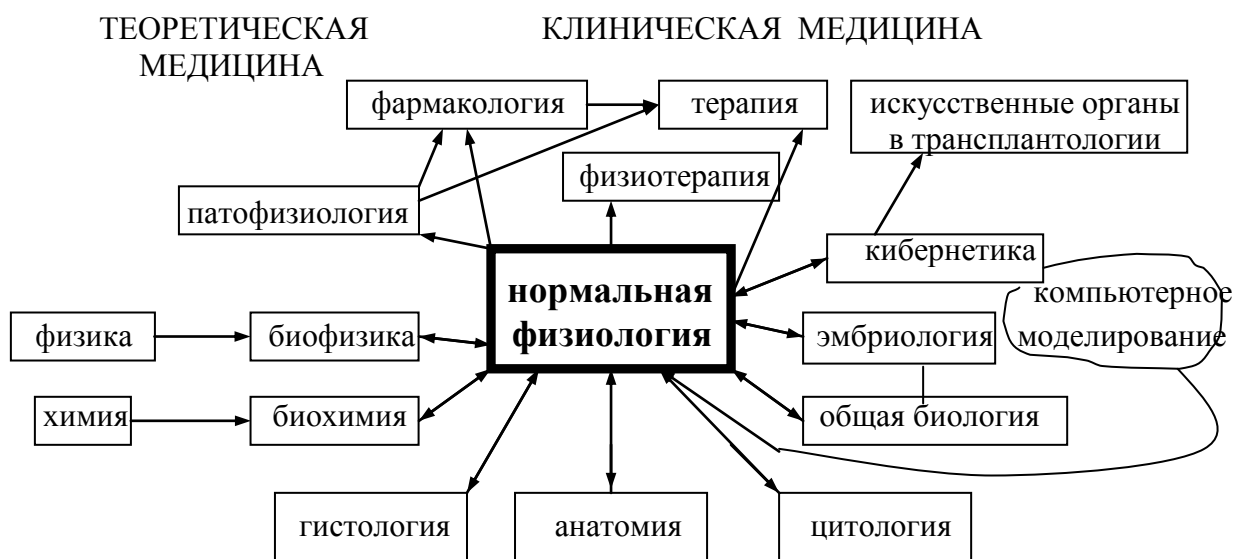 ТЕОРЕТИЧЕСКАЯ
МЕДИЦИНА
КЛИНИЧЕСКАЯ МЕДИЦИНА
фармакология
терапия
искусственные органы
в трансплантологии
физиотерапия
патофизиология
кибернетика
нормальная
физиология
компьютерное
моделирование
физика
биофизика
эмбриология
химия
биохимия
общая биология
гистология
анатомия
цитология